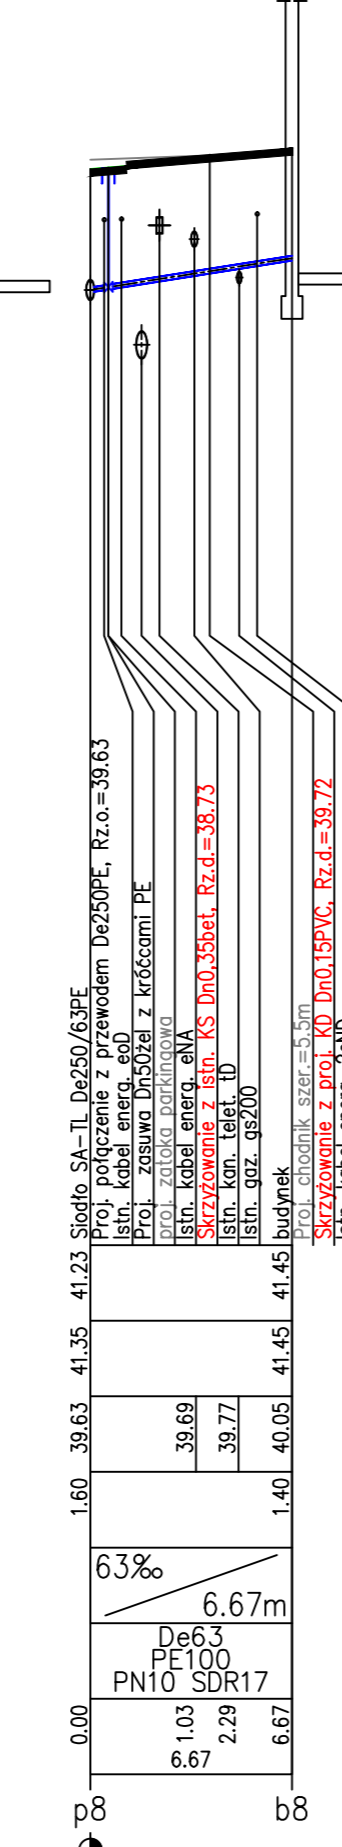 Siodło SA-TL De250/63PE
Proj. połączenie z przewodem De250PE, Rz.o.=39.63
Istn. kabel energ. eoD
Proj. zasuwa Dn50żel z króćcami PE
proj. zatoka parkingowa
Istn. kabel energ. eNA
Skrzyżowanie z istn. KS Dn0,35bet, Rz.d.=38.73
Istn. kan. telet. tD
Istn. gaz. gs200
budynek
Proj. chodnik szer.=5.5m
Skrzyżowanie z proj. KD Dn0,15PVC, Rz.d.=39.72
41.23 41.45
41.35 41.45
39.63 39.69 39.77 40.05
1.60 1.40
63‰
6.67m
De63
PE100
PN10 SDR17
0.00 1.03 2.29 6.67
6.67
p8 b8